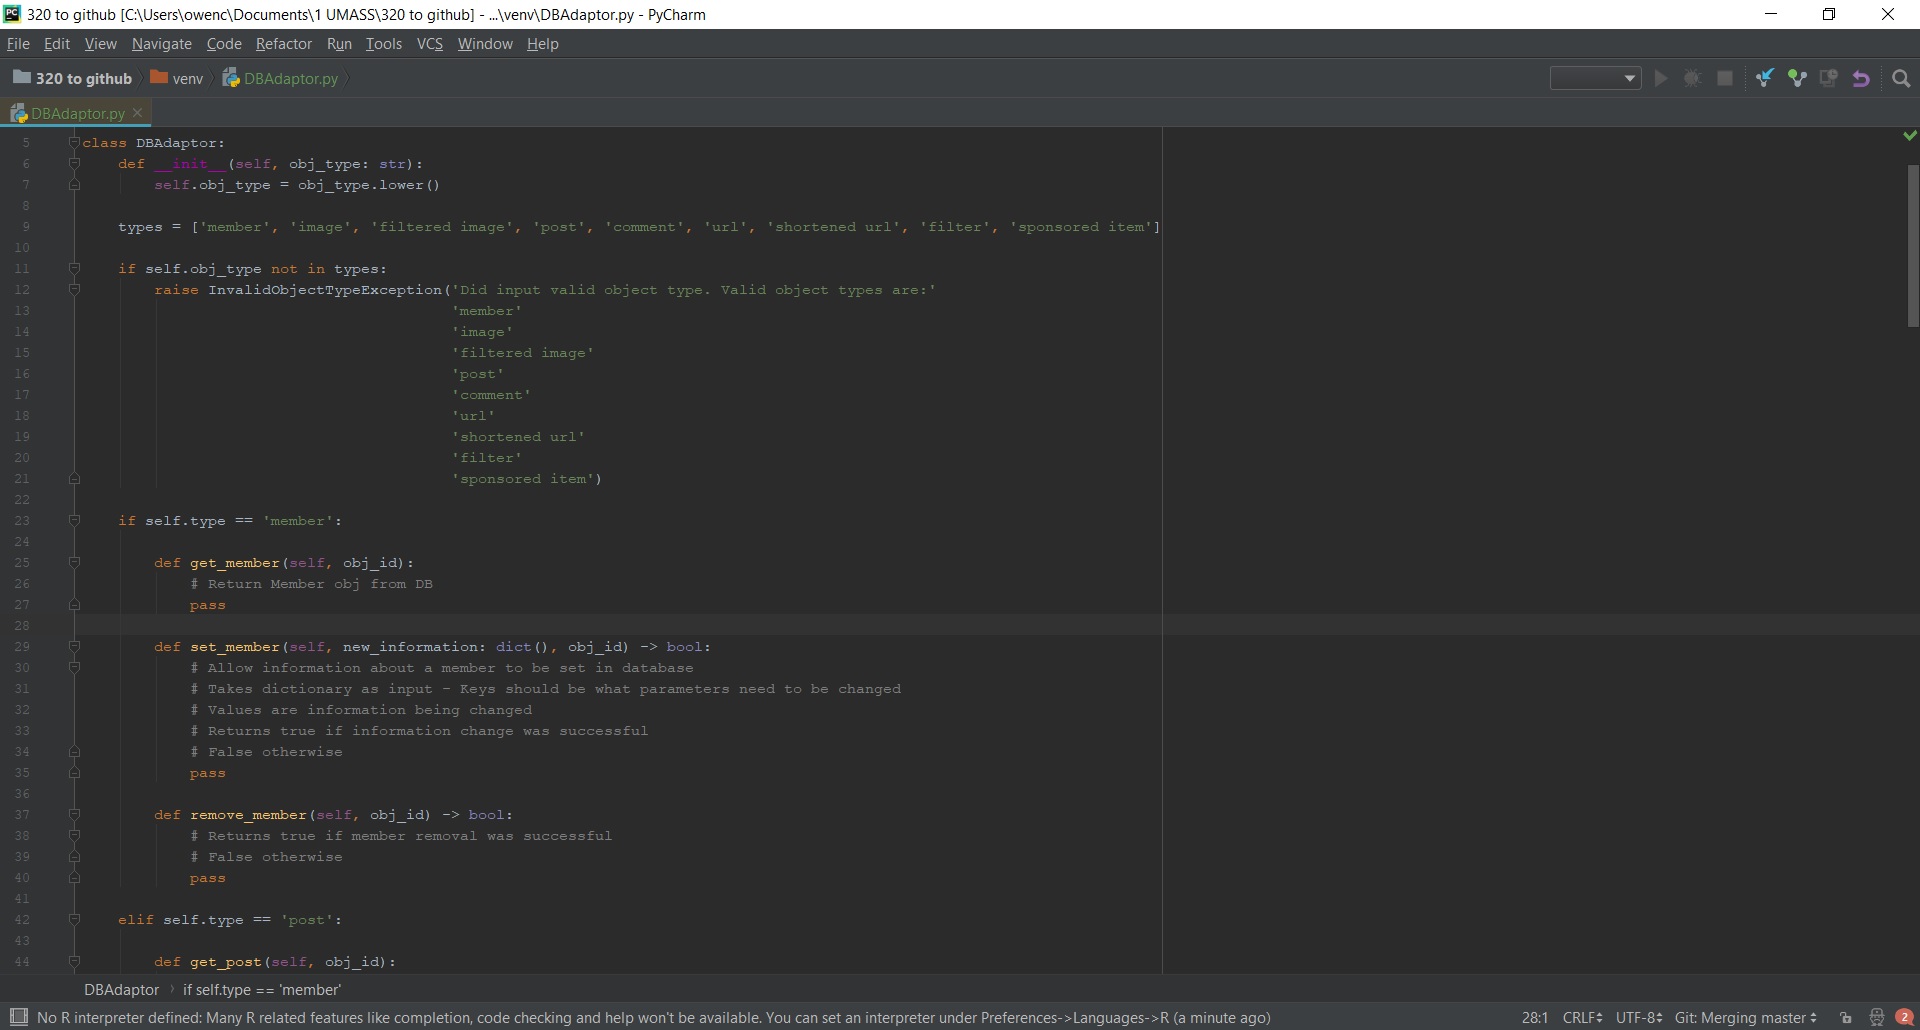 320 to github [C:\Users\owenc\Documents\1 UMASS\320 to github] - ...\venv\DBAdaptor.py - PyCharm
File Edit View Navigate Code Refactor Run Tools VCS Window Help
320 to github venv DBAdaptor.py
DBAdaptor.py
5 class DBAdaptor:
6 def __init__(self, obj_type: str):
7 self.obj_type = obj_type.lower()
8
9 types = ['member', 'image', 'filtered image', 'post', 'comment', 'url', 'shortened url', 'filter', 'sponsored item']
10
11 if self.obj_type not in types:
12 raise InvalidObjectTypeException('Did input valid object type. Valid object types are:'
13 'member'
14 'image'
15 'filtered image'
16 'post'
17 'comment'
18 'url'
19 'shortened url'
20 'filter'
21 'sponsored item')
22
23 if self.type == 'member':
24
25 def get_member(self, obj_id):
26 # Return Member obj from DB
27 pass
28
29 def set_member(self, new_information: dict(), obj_id) -> bool:
30 # Allow information about a member to be set in database
31 # Takes dictionary as input - Keys should be what parameters need to be changed
32 # Values are information being changed
33 # Returns true if information change was successful
34 # False otherwise
35 pass
36
37 def remove_member(self, obj_id) -> bool:
38 # Returns true if member removal was successful
39 # False otherwise
40 pass
41
42 elif self.type == 'post':
43
44 def get_post(self, obj_id):
DBAdaptor › if self.type == 'member'
No R interpreter defined: Many R related features like completion, code checking and help won't be available. You can set an interpreter under Preferences->Languages->R (a minute ago) 28:1 CRLF UTF-8 Git: Merging master 2